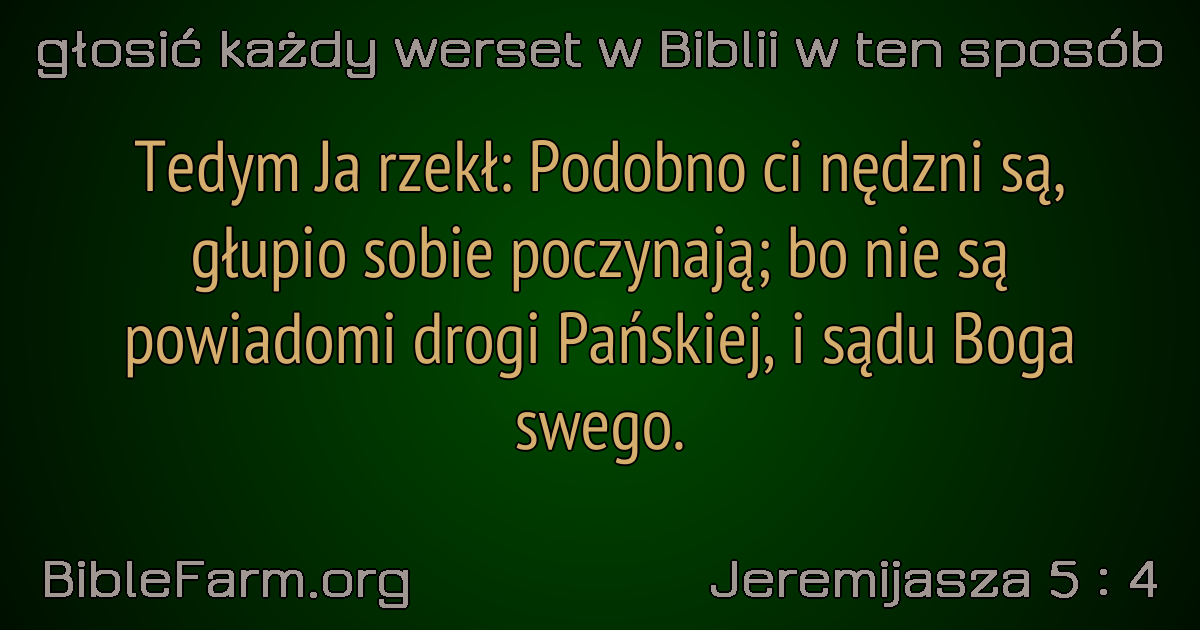 głosić każdy werset w Biblii w ten sposób
Tedym Ja rzekł: Podobno ci nędzni są,
głupio sobie poczynają; bo nie są
powiadomi drogi Pańskiej, i sądu Boga
swego.
BibleFarm.org
Jeremijasza 5 : 4